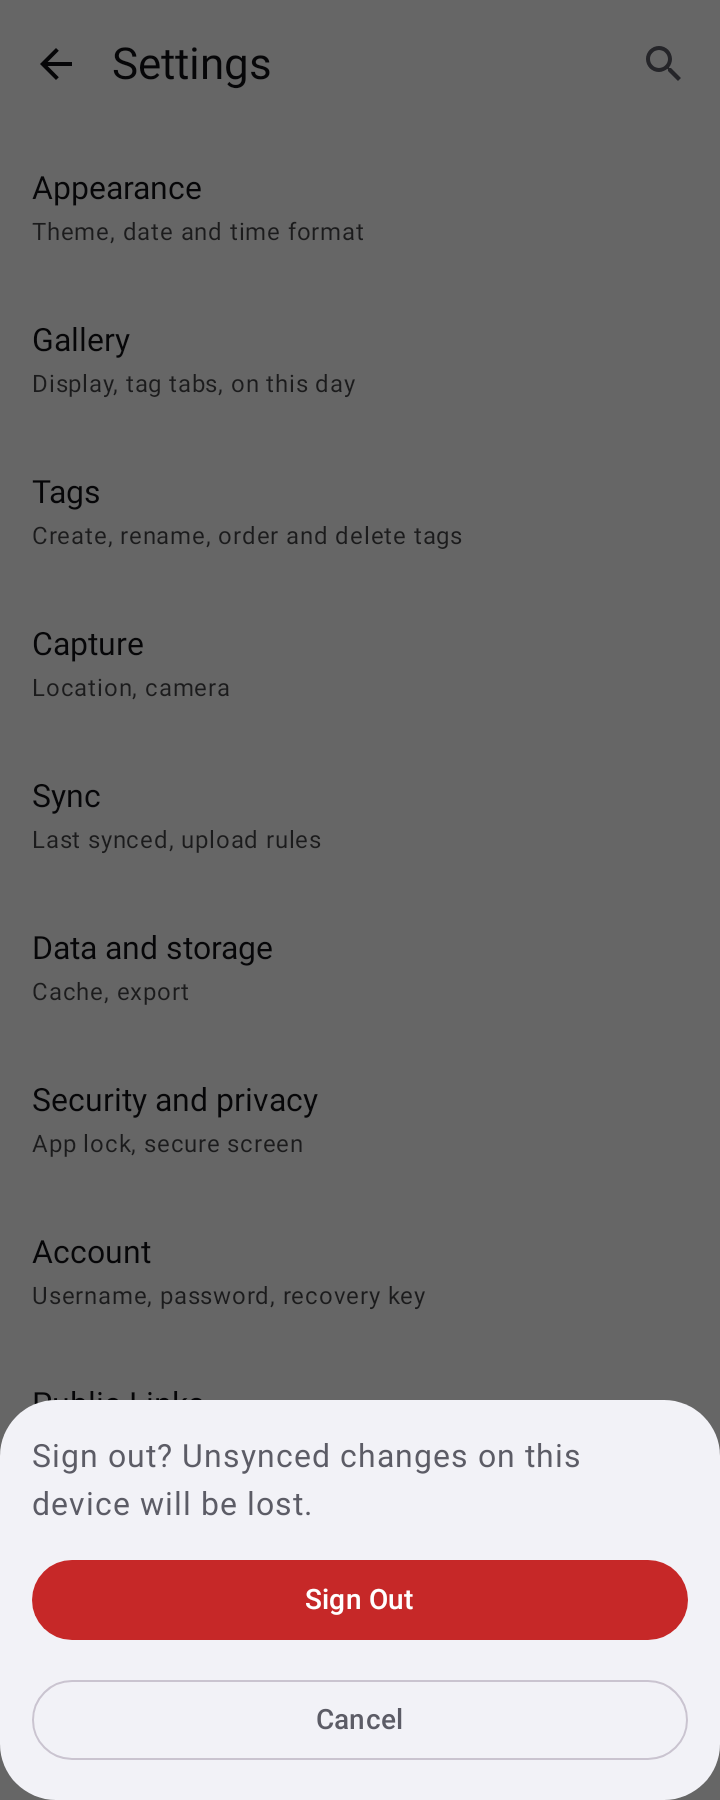 Settings
Appearance
Theme, date and time format
Gallery
Display, tag tabs, on this day
Tags
Create, rename, order and delete tags
Capture
Location, camera
Sync
Last synced, upload rules
Data and storage
Cache, export
Security and privacy
App lock, secure screen
Account
Username, password, recovery key
Public Links
Sign out? Unsynced changes on this
device will be lost.
Sign Out
Cancel